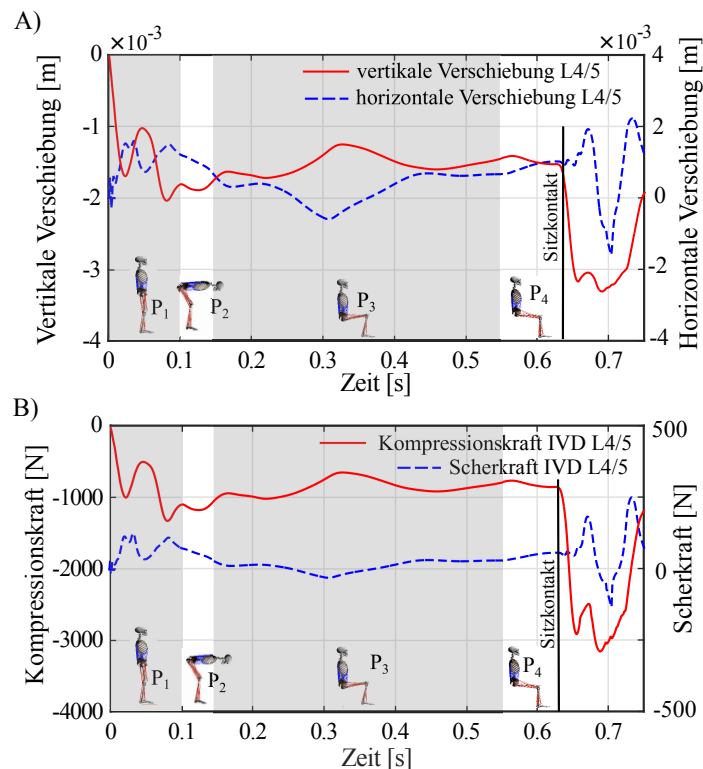 A)
0 ×10⁻³ ×10⁻³ 4
vertikale Verschiebung L4/5
horizontale Verschiebung L4/5
Vertikale Verschiebung [m]
-1
-2
-3
-4
Horizontale Verschiebung [m]
2
0
-2
-4
Sitzkontakt
P₁ P₂ P₃ P₄
0 0.1 0.2 0.3 0.4 0.5 0.6 0.7
Zeit [s]
B)
0 500
Kompressionskraft IVD L4/5
Scherkraft IVD L4/5
Kompressionskraft [N]
-1000
-2000
-3000
-4000
Scherkraft [N]
0
-500
Sitzkontakt
P₁ P₂ P₃ P₄
0 0.1 0.2 0.3 0.4 0.5 0.6 0.7
Zeit [s]